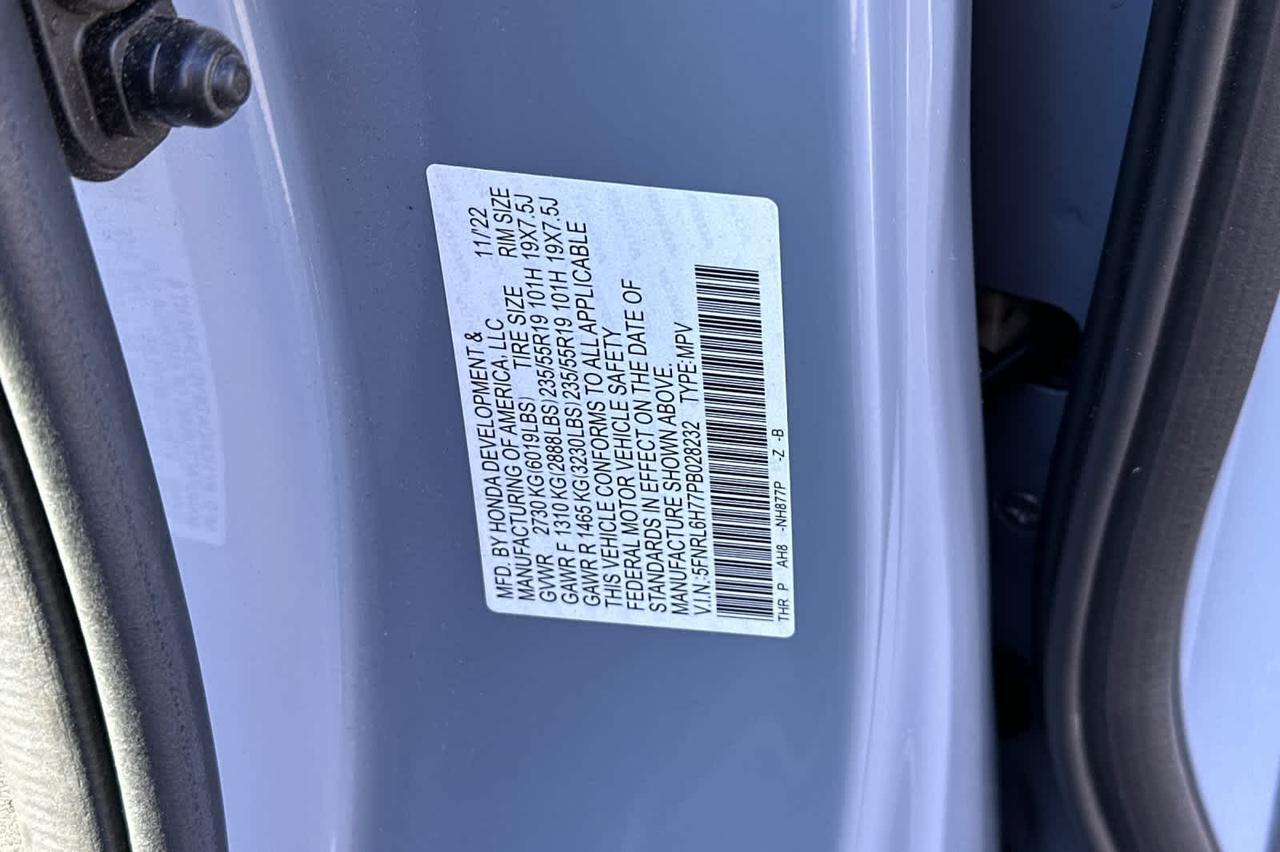 MFD. BY HONDA DEVELOPMENT & 11/22
MANUFACTURING OF AMERICA, LLC
GVWR 2730 KG(6019LBS) TIRE SIZE RIM SIZE
GAWR F 1310 KG(2888LBS) 235/55R19 101H 19X7.5J
GAWR R 1465 KG(3230LBS) 235/55R19 101H 19X7.5J
THIS VEHICLE CONFORMS TO ALL APPLICABLE
FEDERAL MOTOR VEHICLE SAFETY
STANDARDS IN EFFECT ON THE DATE OF
MANUFACTURE SHOWN ABOVE.
V.I.N.:5FNRL6H77PB028232 TYPE:MPV
THR P AH8 -NH877P -Z -B